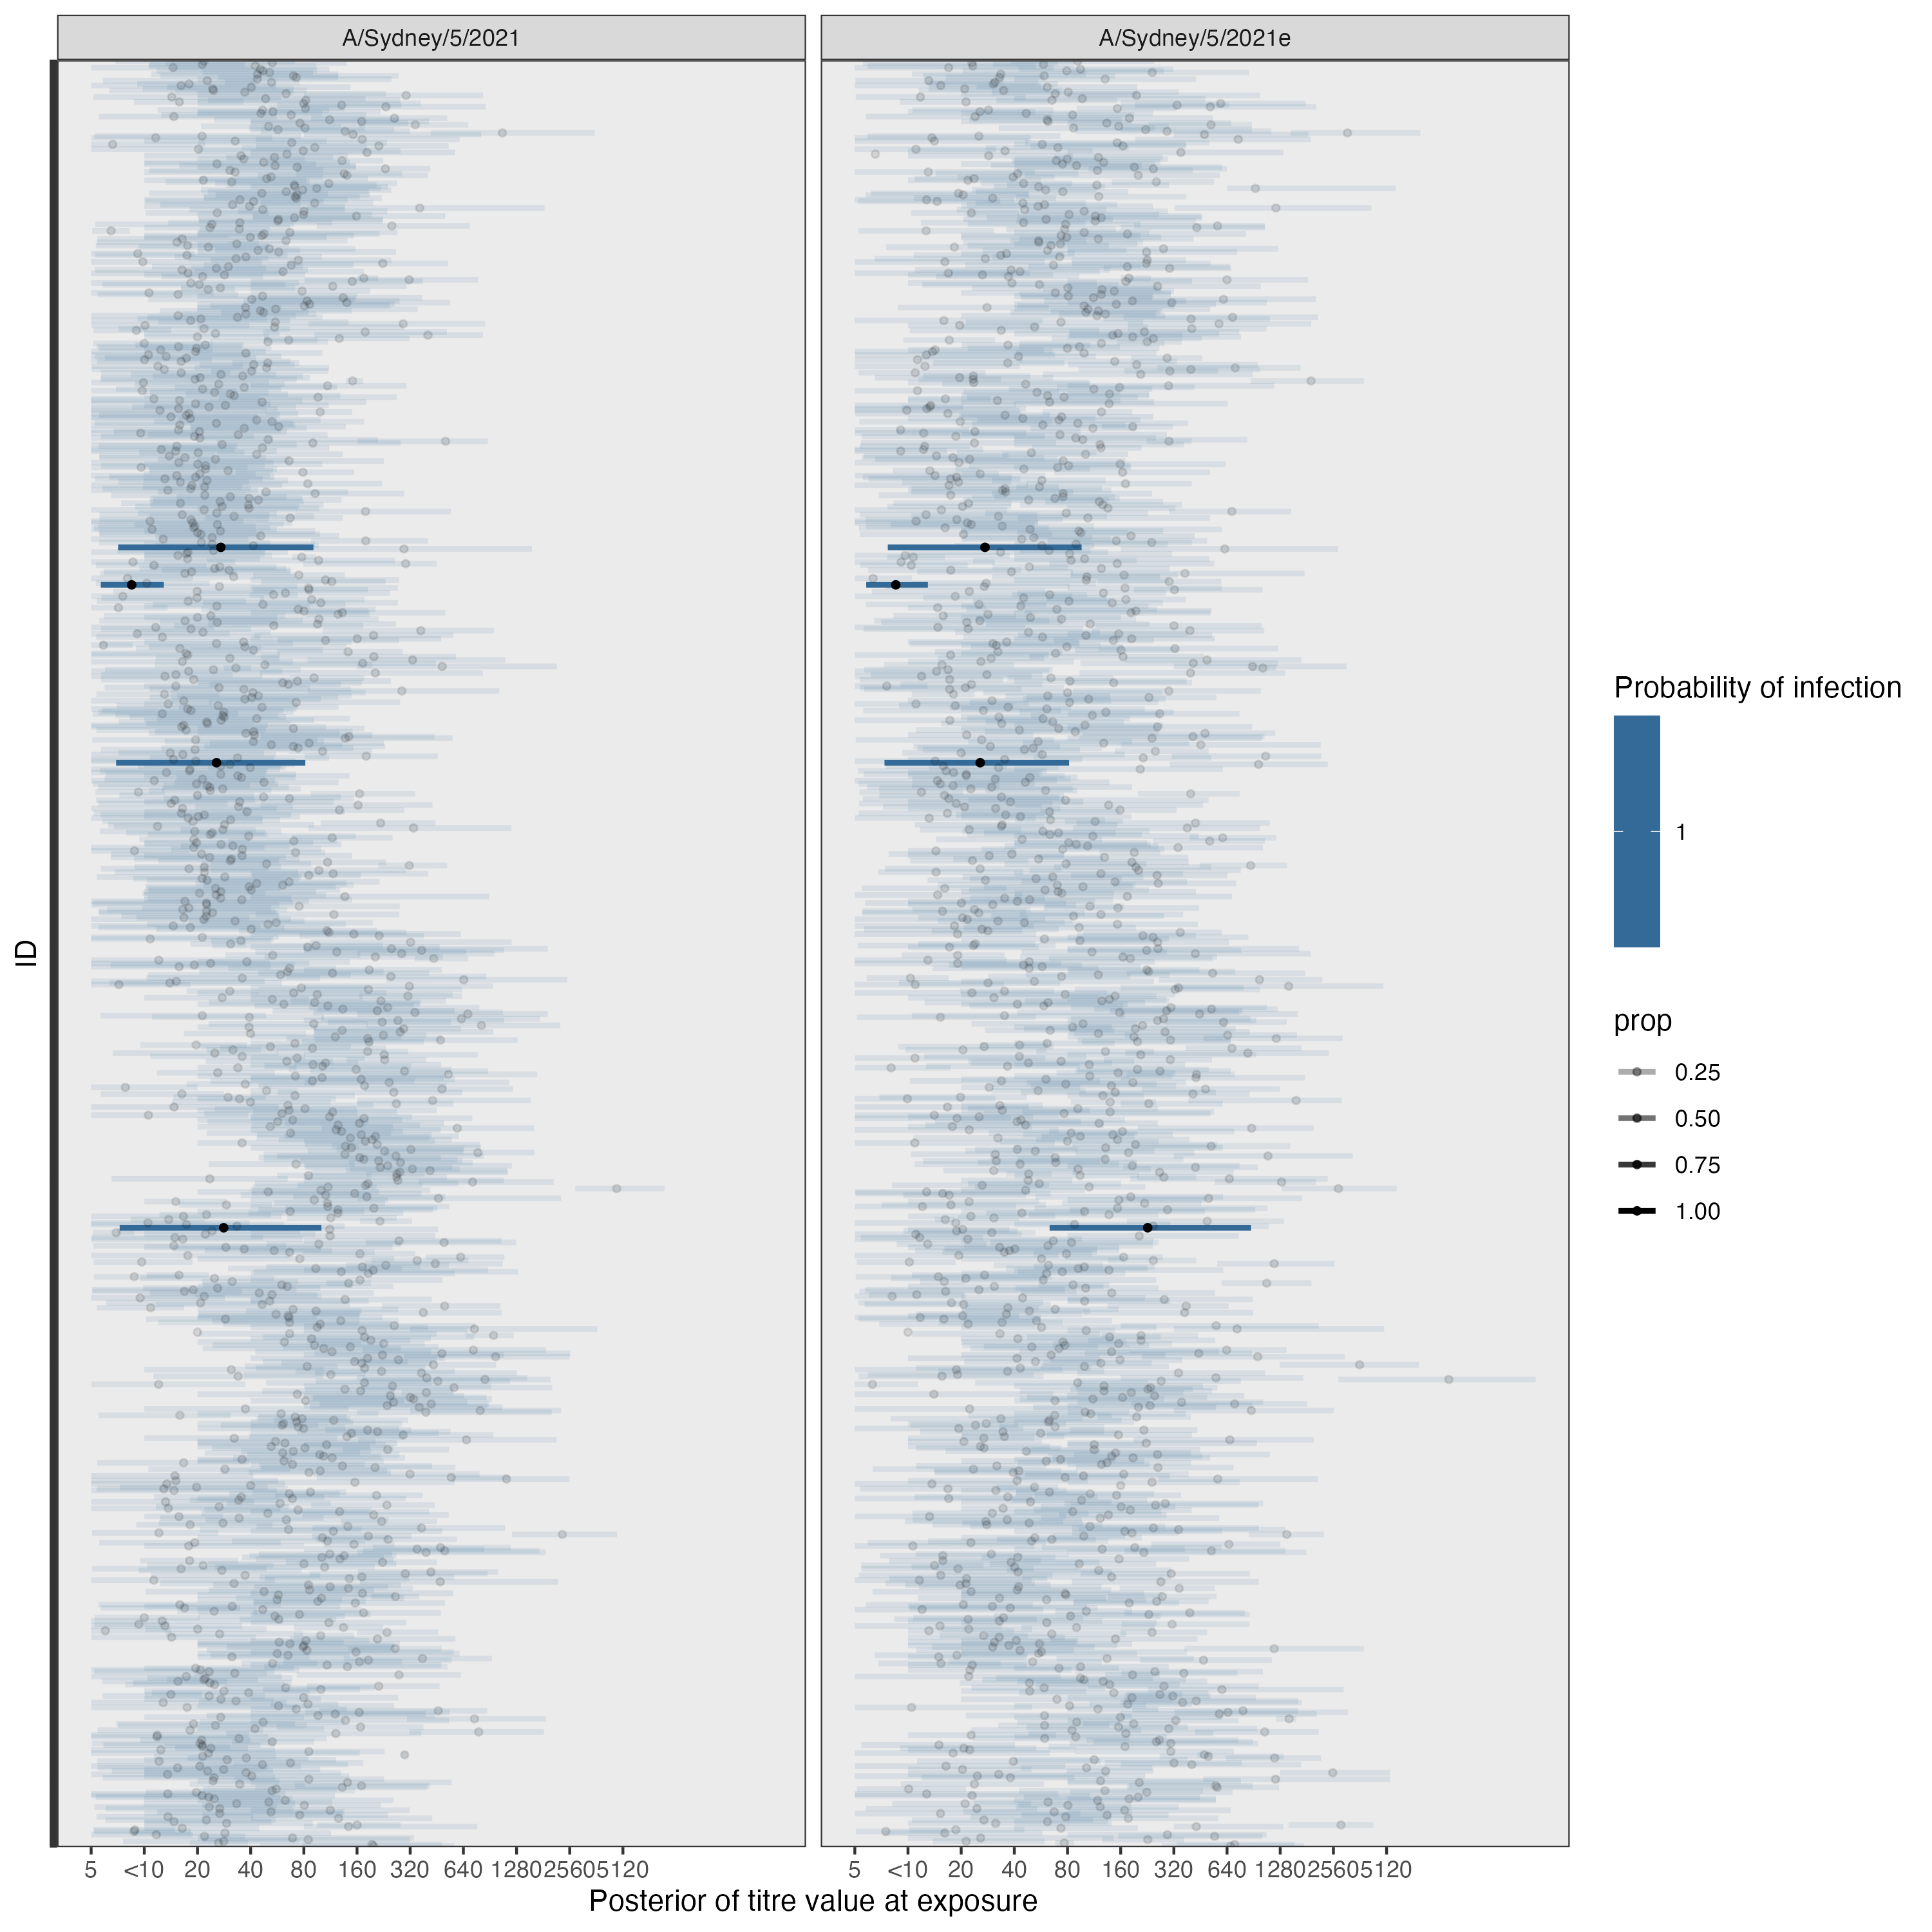 A/Sydney/5/2021
A/Sydney/5/2021e
ID
Probability of infection
1
prop
0.25
0.50
0.75
1.00
5 <10 20 40 80 160 320 640 1280 2560 5120
5 <10 20 40 80 160 320 640 1280 2560 5120
Posterior of titre value at exposure